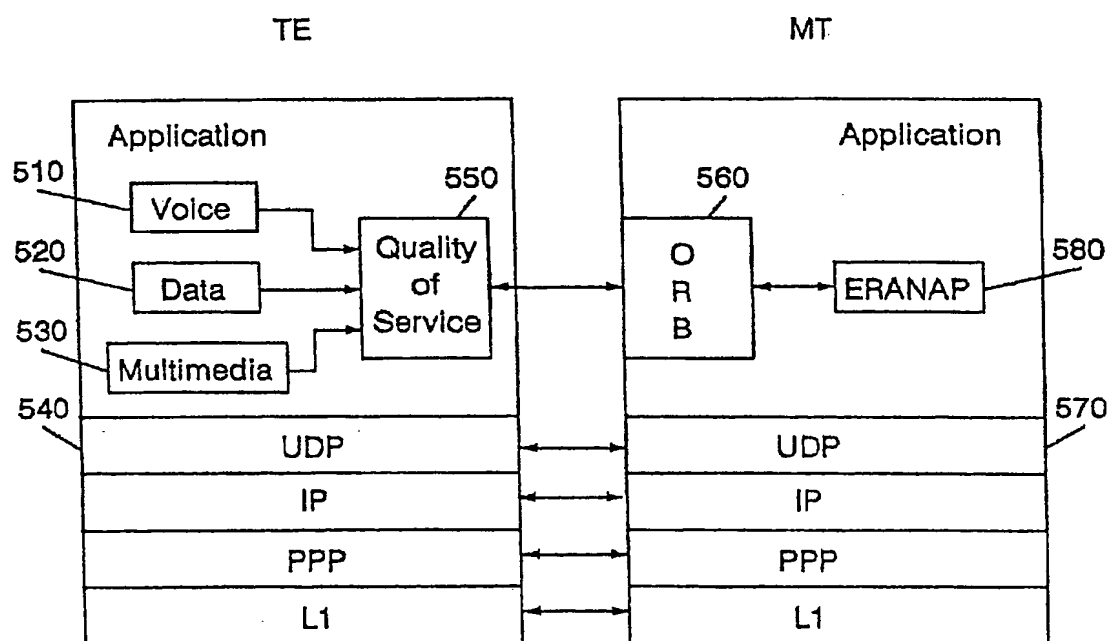 TE MT
Application Application
510 550 560
Voice
520 Quality of Service O R B 580
Data ERANAP
530
Multimedia
540 570
UDP UDP
IP IP
PPP PPP
L1 L1